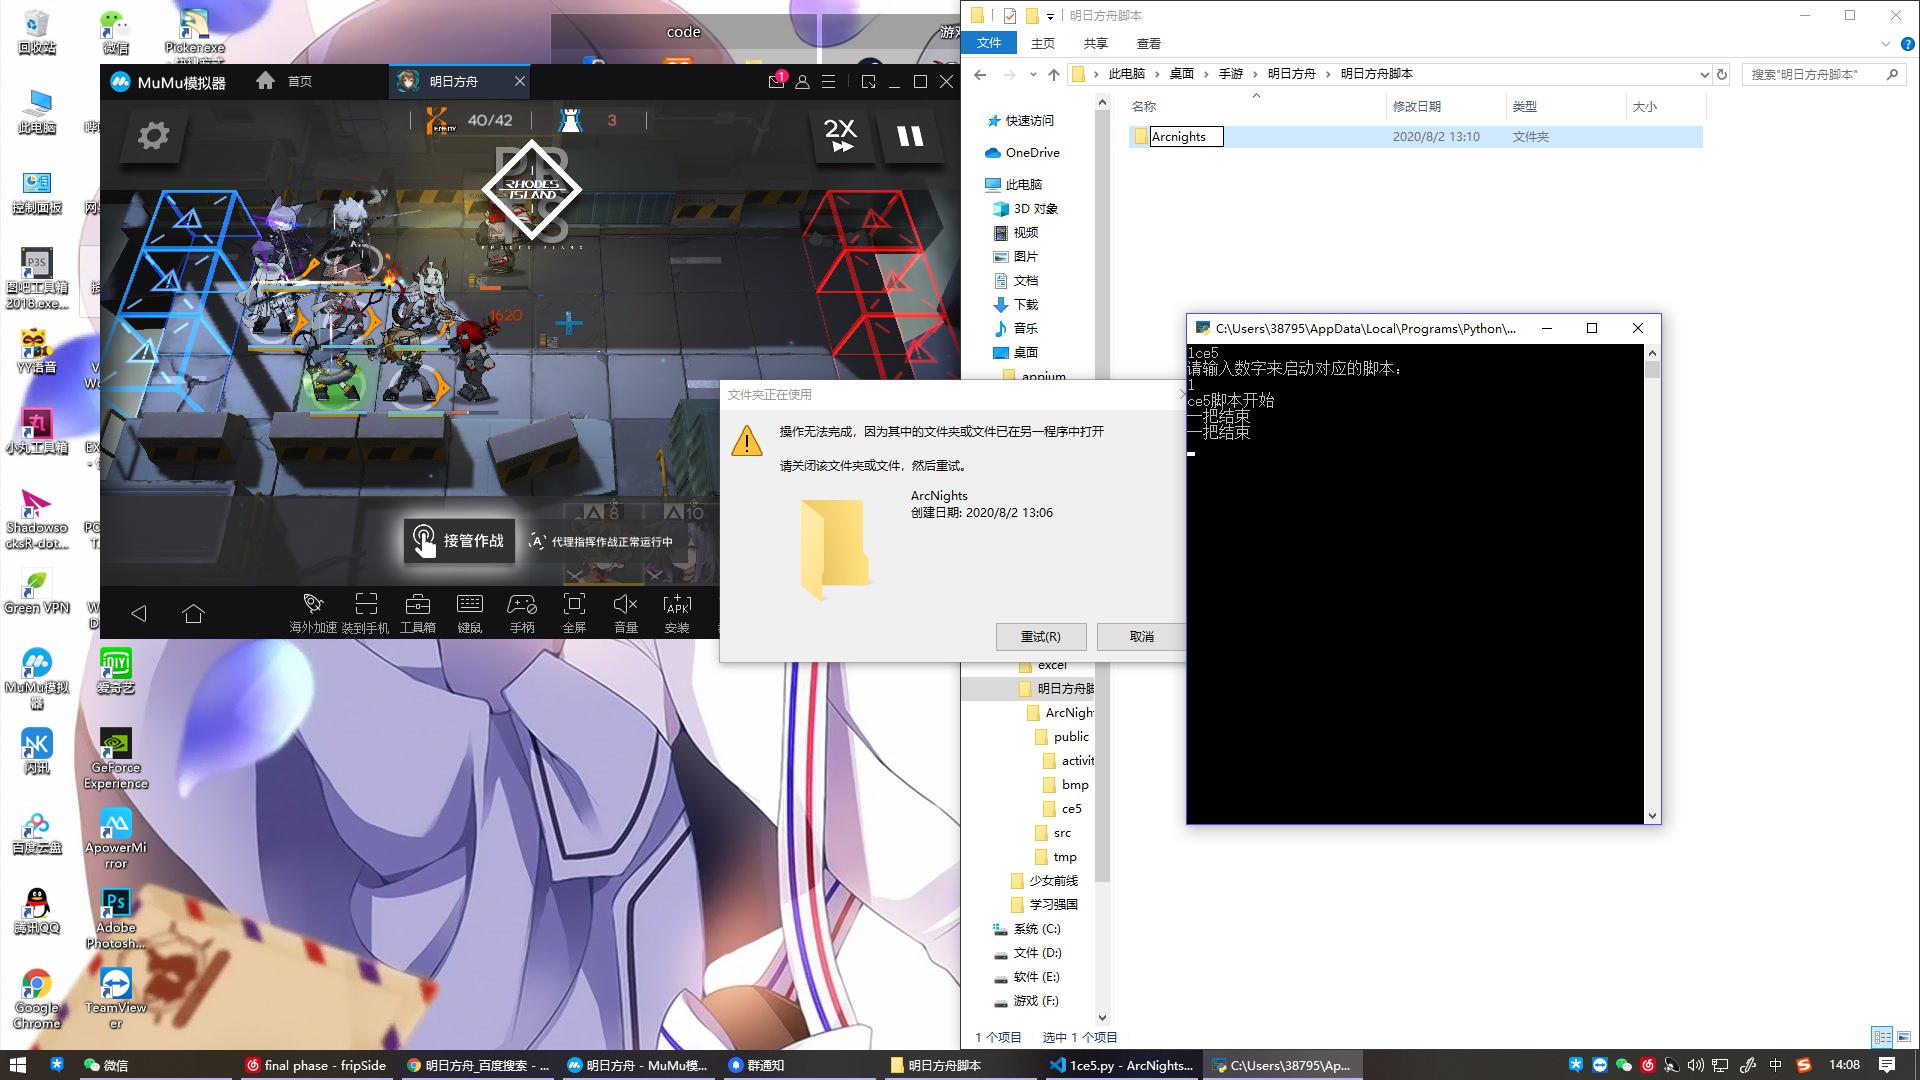 回收站
微信
Picker.exe
此电脑
控制面板
图吧工具箱
2018.exe...
YY语音
小丸工具箱
Shadowso
cksR-dot...
Green VPN
MuMu模拟
器
爱奇艺
闪讯
GeForce
Experience
百度云盘
ApowerMi
rror
腾讯QQ
Adobe
Photosh...
Google
Chrome
TeamView
er
code
MuMu模拟器
首页
明日方舟
1
ENEMY 40/42
3
2X
RHODES
ISLAND
1620
8
10
接管作战
代理指挥作战正常运行中
海外加速
装到手机
工具箱
键鼠
手柄
全屏
音量
安装
文件夹正在使用
操作无法完成，因为其中的文件夹或文件已在另一程序中打开
请关闭该文件夹或文件，然后重试。
ArcNights
创建日期: 2020/8/2 13:06
重试(R)
取消
明日方舟脚本
文件
主页
共享
查看
此电脑 › 桌面 › 手游 › 明日方舟 › 明日方舟脚本
搜索"明日方舟脚本"
名称
修改日期
类型
大小
Arcnights
2020/8/2 13:10
文件夹
快速访问
OneDrive
此电脑
3D 对象
视频
图片
文档
下载
音乐
桌面
appium
excel
明日方舟脚
ArcNigh
public
activit
bmp
ce5
src
tmp
少女前线
学习强国
系统 (C:)
文件 (D:)
软件 (E:)
游戏 (F:)
1 个项目
选中 1 个项目
C:\Users\38795\AppData\Local\Programs\Python\...
1ce5
请输入数字来启动对应的脚本：
1
ce5脚本开始
一把结束
一把结束
微信
final phase - fripSide
明日方舟_百度搜索 - ...
明日方舟 - MuMu模...
群通知
明日方舟脚本
1ce5.py - ArcNights...
C:\Users\38795\Ap...
中
14:08